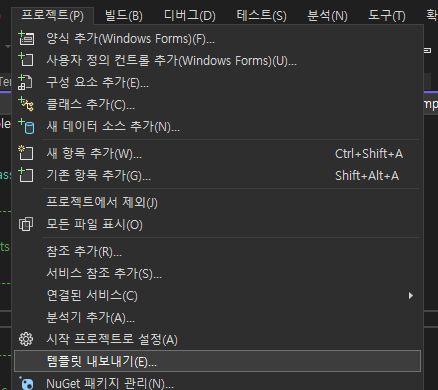 프로젝트(P) 빌드(B) 디버그(D) 테스트(S) 분석(N) 도구(T)
양식 추가(Windows Forms)(F)...
사용자 정의 컨트롤 추가(Windows Forms)(U)...
구성 요소 추가(E)...
클래스 추가(C)...
새 데이터 소스 추가(N)...
새 항목 추가(W)... Ctrl+Shift+A
기존 항목 추가(G)... Shift+Alt+A
프로젝트에서 제외(J)
모든 파일 표시(O)
참조 추가(R)...
서비스 참조 추가(S)...
연결된 서비스(C)
분석기 추가(A)...
시작 프로젝트로 설정(A)
템플릿 내보내기(E)...
NuGet 패키지 관리(N)...